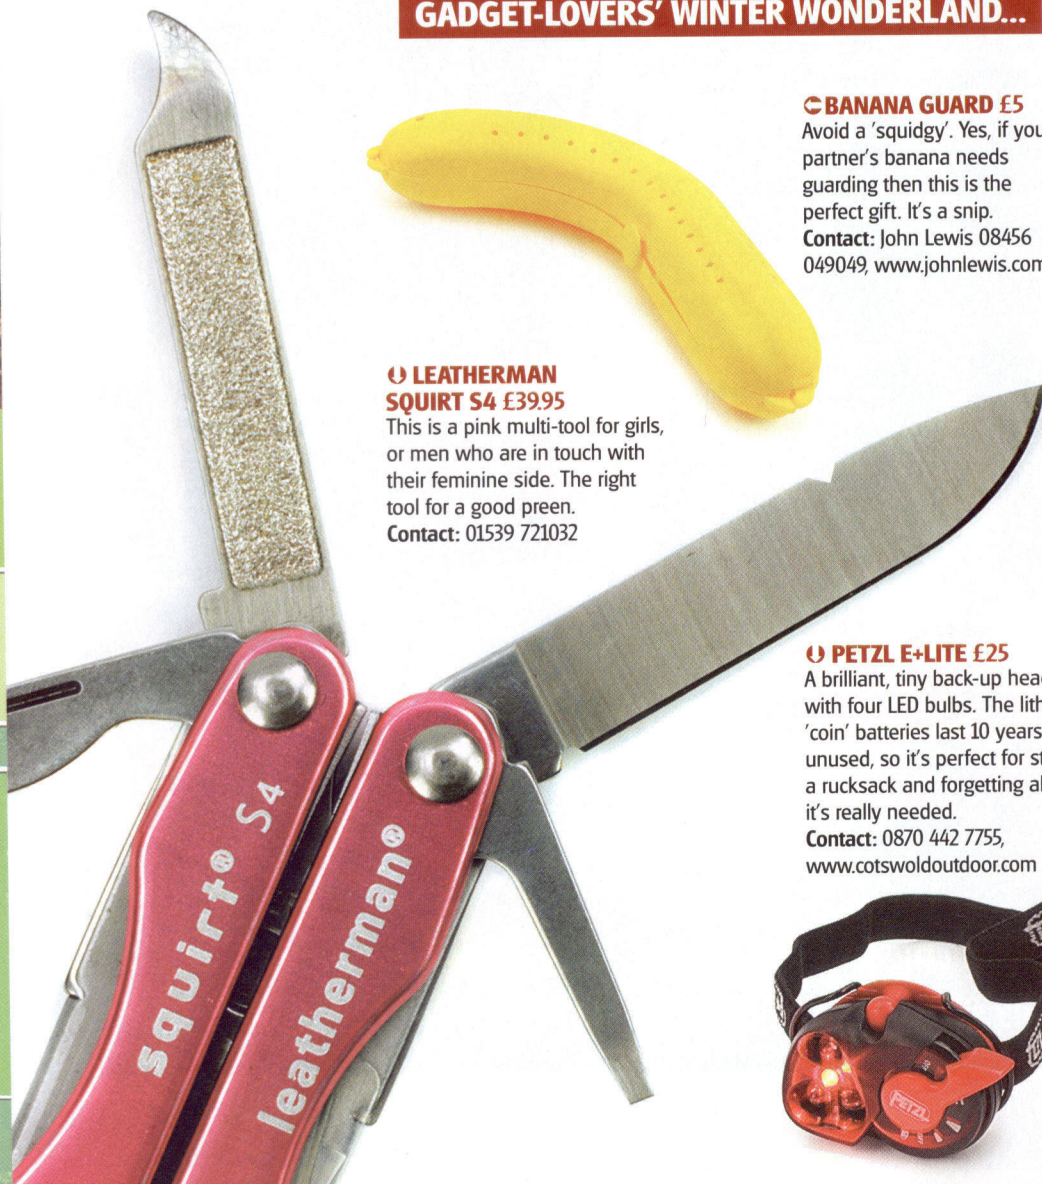 GADGET-LOVERS' WINTER WONDERLAND...
BANANA GUARD £5
Avoid a 'squidgy'. Yes, if
partner's banana needs
guarding then this is the
perfect gift. It's a snip.
Contact: John Lewis 08456
049049, www.johnlewis.com
LEATHERMAN
SQUIRT S4 £39.95
This is a pink multi-tool for girls,
or men who are in touch with
their feminine side. The right
tool for a good preen.
Contact: 01539 721032
PETZL E+LITE £25
A brilliant, tiny back-up
with four LED bulbs. The
'coin' batteries last 10 years
unused, so it's perfect for
a rucksack and forgetting
it's really needed.
Contact: 0870 442 7755,
www.cotswoldoutdoor.com
squirt® S4
leatherman®
PETZL